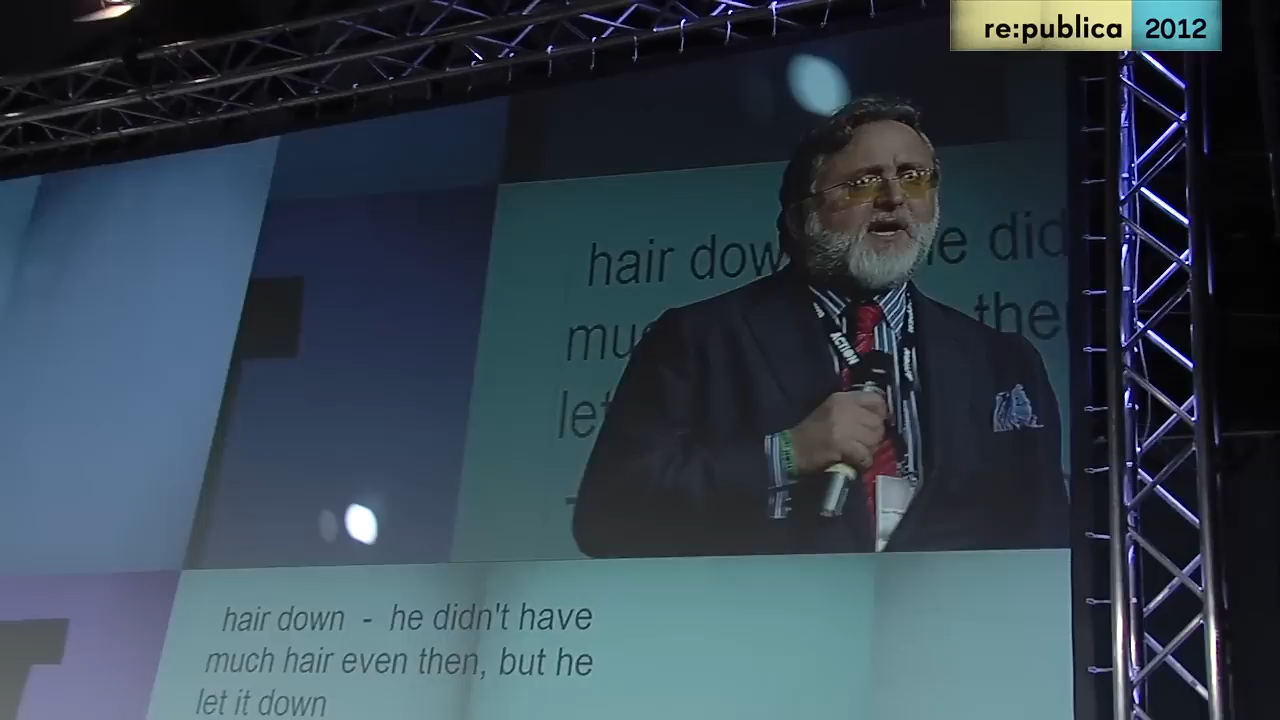 re:publica 2012
hair dow e did
mu the
let
ACTION
hair down - he didn't have
much hair even then, but he
let it down